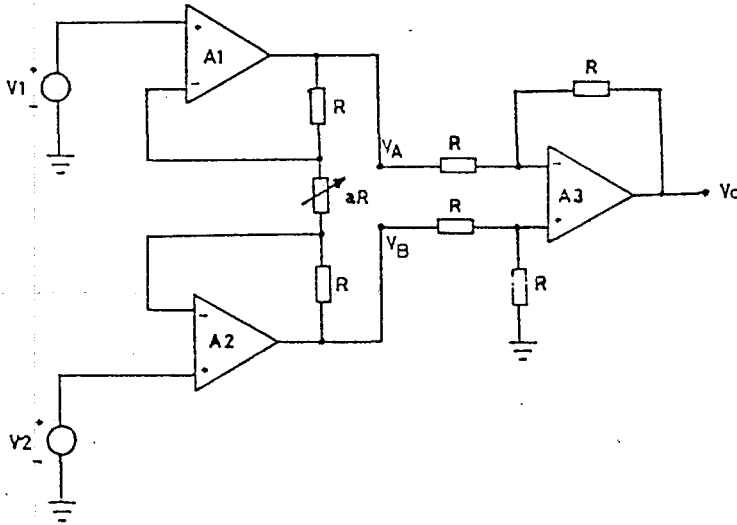 +
A1
-
V1
+
-
R
R
VA
R
aR
-
A3
+
Vo
R
VB
R
R
-
A2
+
V2
+
-